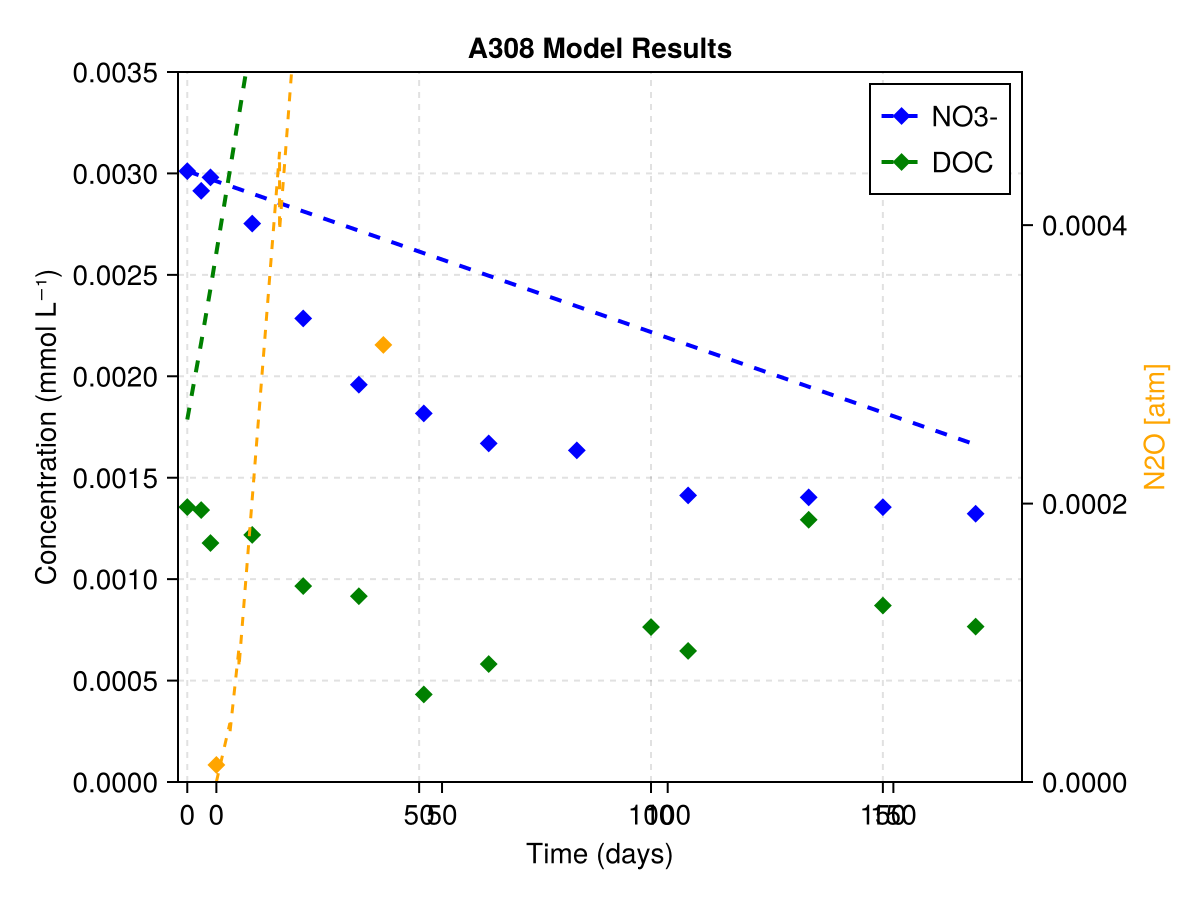 A308 Model Results
0.0035
0.0030
0.0025
0.0020
0.0015
0.0010
0.0005
0.0000
Concentration (mmol L⁻¹)
NO3-
DOC
0.0004
0.0002
0.0000
N2O [atm]
0 0 50 50 100 100 150 150
Time (days)